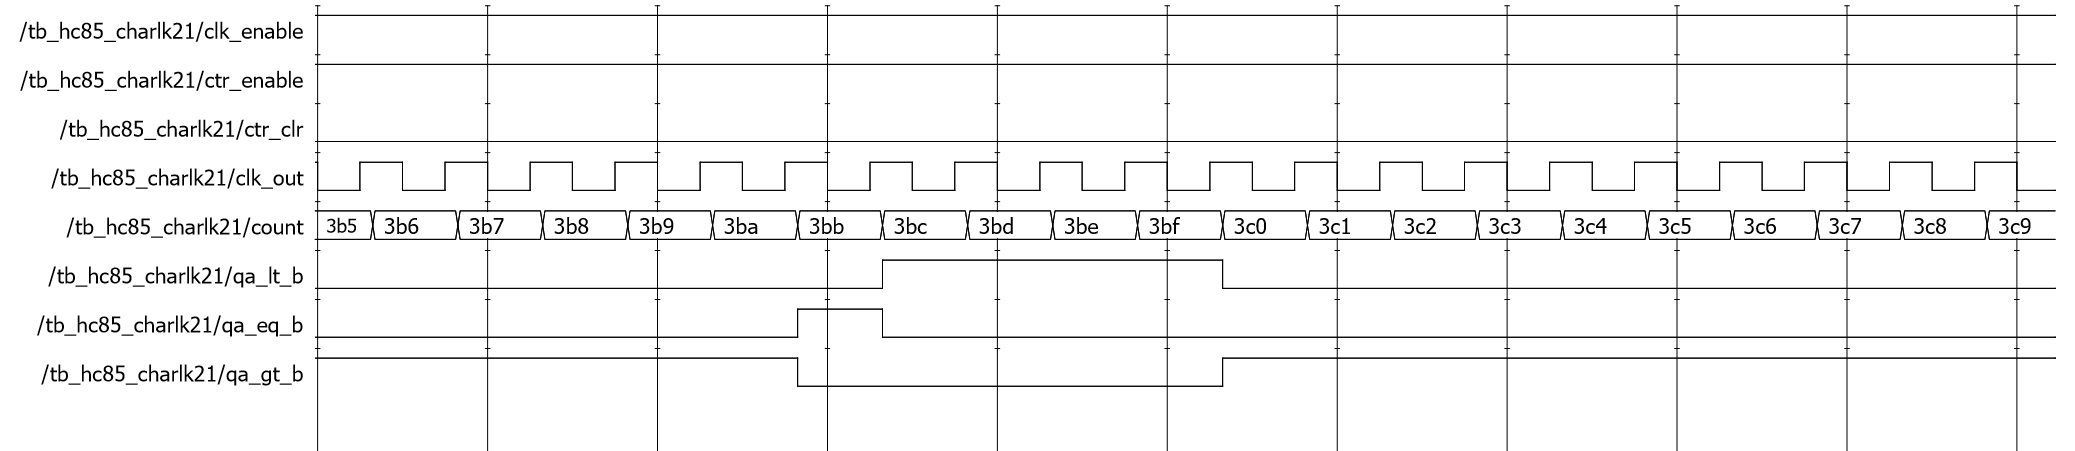 /tb_hc85_charlk21/clk_enable
/tb_hc85_charlk21/ctr_enable
/tb_hc85_charlk21/ctr_clr
/tb_hc85_charlk21/clk_out
/tb_hc85_charlk21/count 3b5 3b6 3b7 3b8 3b9 3ba 3bb 3bc 3bd 3be 3bf 3c0 3c1 3c2 3c3 3c4 3c5 3c6 3c7 3c8 3c9
/tb_hc85_charlk21/qa_lt_b
/tb_hc85_charlk21/qa_eq_b
/tb_hc85_charlk21/qa_gt_b